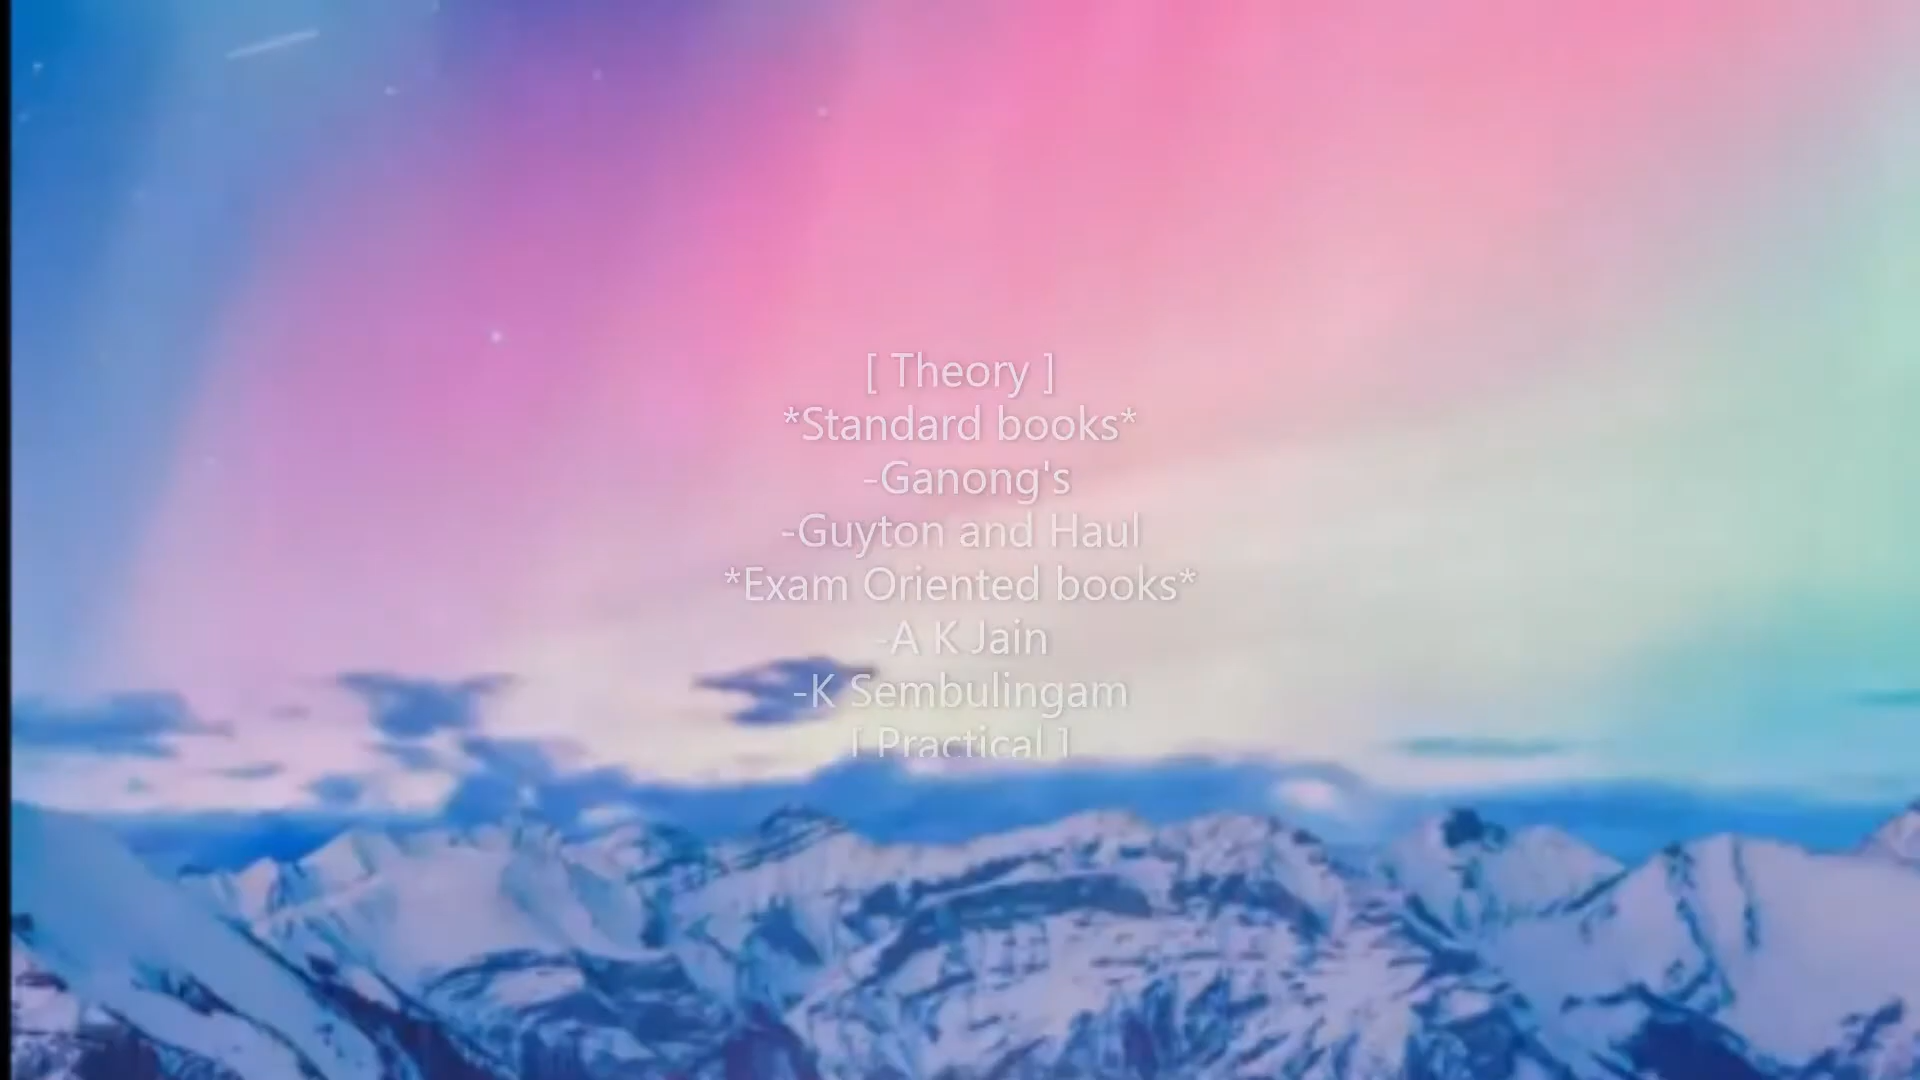 [ Theory ]
*Standard books*
-Ganong's
-Guyton and Haul
*Exam Oriented books*
-A K Jain
-K Sembulingam
[ Practical ]